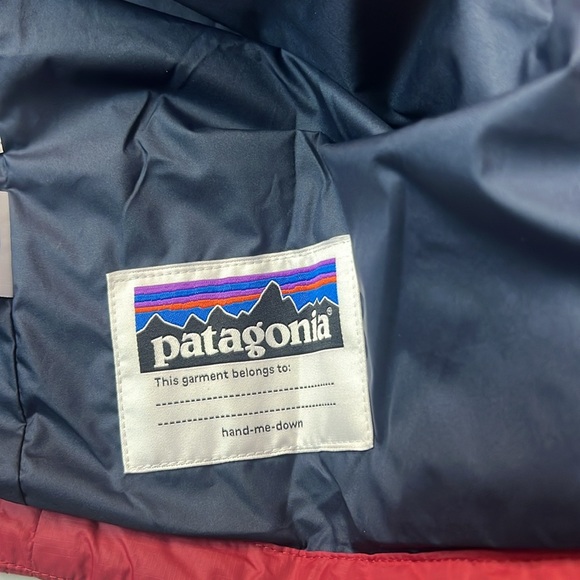 patagonia®
This garment belongs to:
hand-me-down